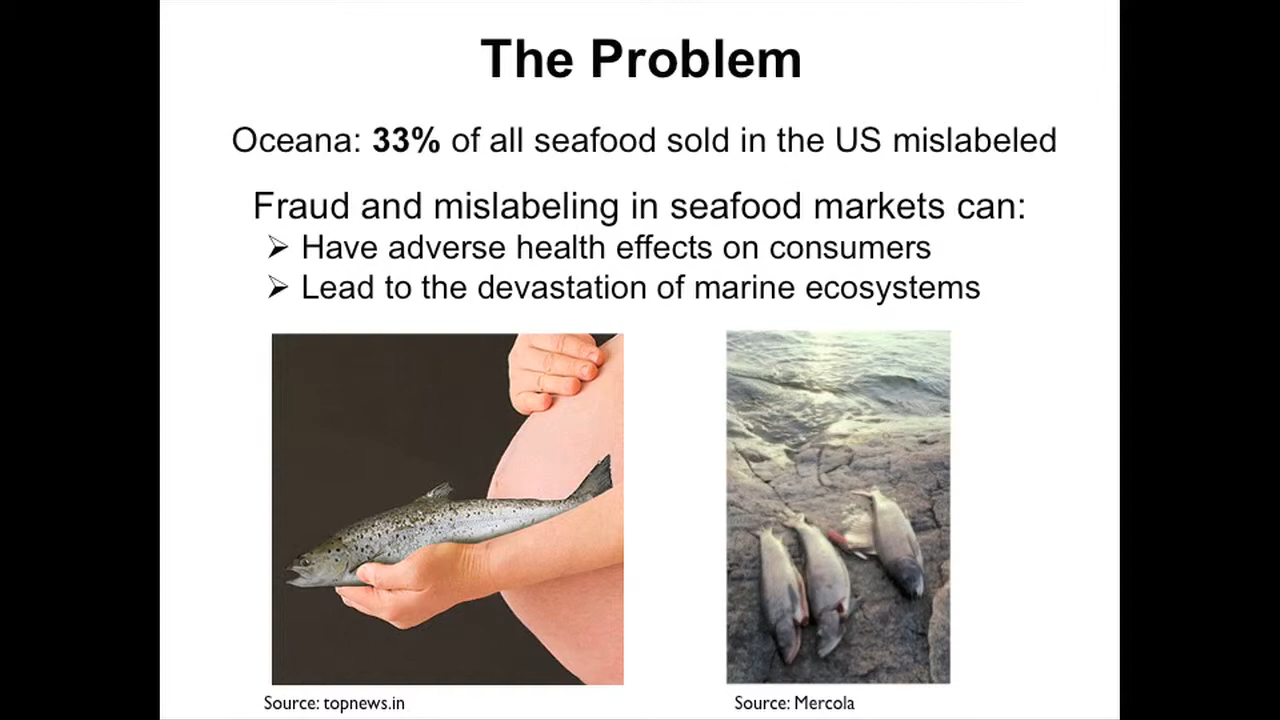 The Problem
Oceana: 33% of all seafood sold in the US mislabeled
Fraud and mislabeling in seafood markets can:
➢ Have adverse health effects on consumers
➢ Lead to the devastation of marine ecosystems
Source: topnews.in
Source: Mercola